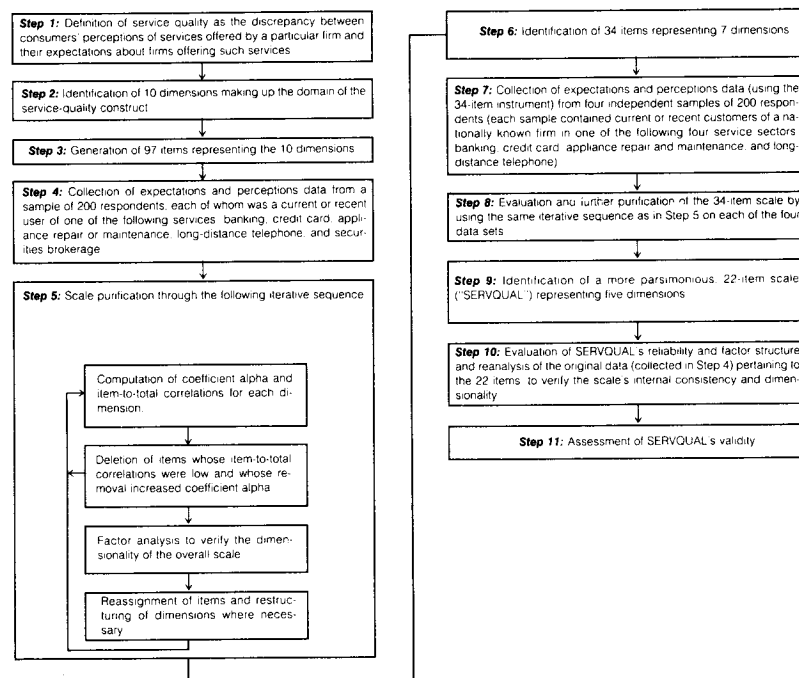 Step 1: Definition of service quality as the discrepancy between
consumers' perceptions of services offered by a particular firm and
their expectations about firms offering such services
Step 2: Identification of 10 dimensions making up the domain of the
service-quality construct
Step 3: Generation of 97 items representing the 10 dimensions
Step 4: Collection of expectations and perceptions data from a
sample of 200 respondents, each of whom was a current or recent
user of one of the following services banking, credit card, appli-
ance repair or maintenance, long-distance telephone, and secur-
ities brokerage
Step 5: Scale purification through the following iterative sequence
Computation of coefficient alpha and
item-to-total correlations for each di-
mension.
Deletion of items whose item-to-total
correlations were low and whose re-
moval increased coefficient alpha
Factor analysis to verify the dimen-
sionality of the overall scale
Reassignment of items and restruc-
turing of dimensions where neces-
sary
Step 6: Identification of 34 items representing 7 dimensions
Step 7: Collection of expectations and perceptions data (using the
34-item instrument) from four independent samples of 200 respon-
dents (each sample contained current or recent customers of a na-
tionally known firm in one of the following four service sectors
banking, credit card, appliance repair and maintenance, and long-
distance telephone)
Step 8: Evaluation and further purification of the 34-item scale by
using the same iterative sequence as in Step 5 on each of the four
data sets
Step 9: Identification of a more parsimonious, 22-item scale
("SERVQUAL") representing five dimensions
Step 10: Evaluation of SERVQUAL's reliability and factor structure
and reanalysis of the original data (collected in Step 4) pertaining to
the 22 items to verify the scale's internal consistency and dimen-
sionality
Step 11: Assessment of SERVQUAL's validity